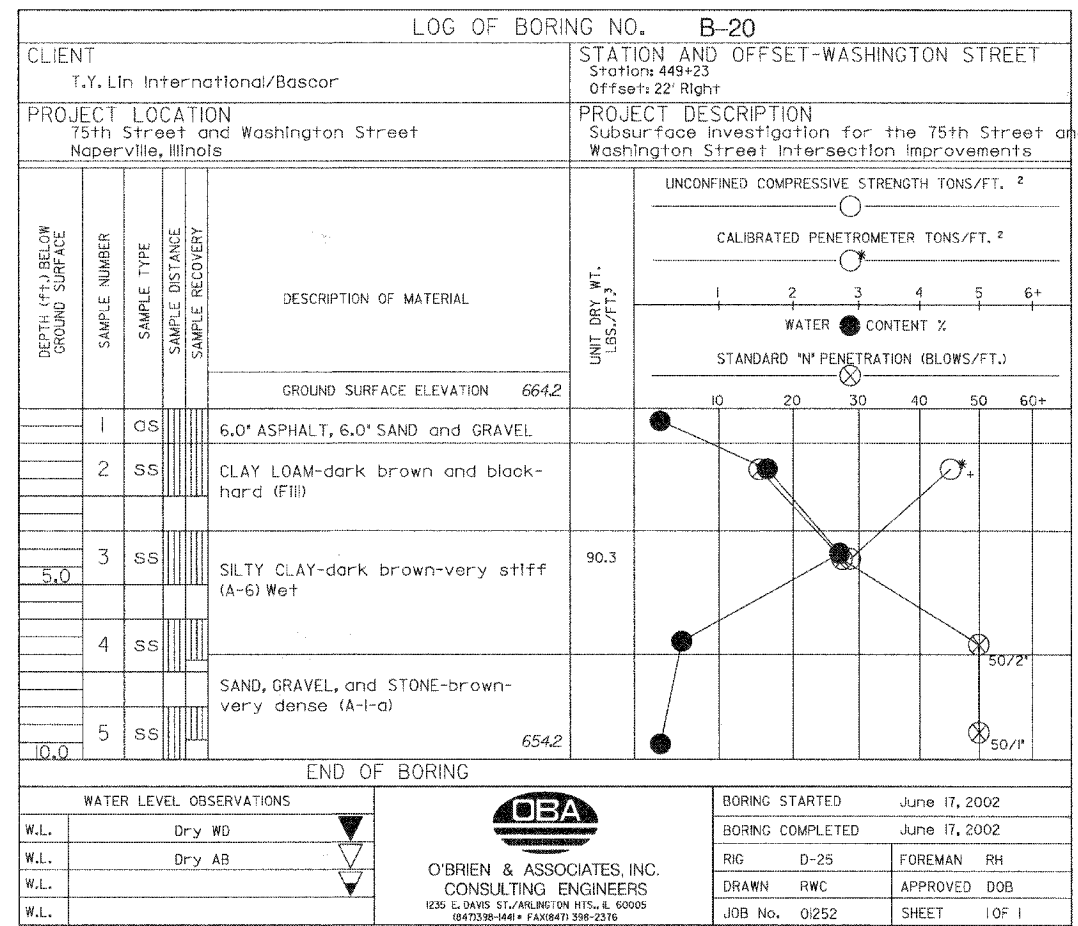 LOG OF BORING NO. B-20
CLIENT
T.Y. Lin International/Bascor
STATION AND OFFSET-WASHINGTON STREET
Station: 449+23
Offset: 22' Right
PROJECT LOCATION
75th Street and Washington Street
Naperville, Illinois
PROJECT DESCRIPTION
Subsurface Investigation for the 75th Street an
Washington Street Intersection Improvements
DEPTH (ft.) BELOW
GROUND SURFACE
SAMPLE NUMBER
SAMPLE TYPE
SAMPLE DISTANCE
SAMPLE RECOVERY
DESCRIPTION OF MATERIAL
GROUND SURFACE ELEVATION 664.2
UNIT DRY WT.
LBS./FT.3
UNCONFINED COMPRESSIVE STRENGTH TONS/FT. 2
CALIBRATED PENETROMETER TONS/FT. 2
*
1 2 3 4 5 6+
WATER CONTENT %
STANDARD "N" PENETRATION (BLOWS/FT.)
10 20 30 40 50 60+
1 as 6.0" ASPHALT, 6.0" SAND and GRAVEL
2 ss CLAY LOAM-dark brown and black-
hard (Fill)
*+
3 ss 90.3
5.0
SILTY CLAY-dark brown-very stiff
(A-6) Wet
4 ss
50/2"
SAND, GRAVEL, and STONE-brown-
very dense (A-1-a)
5 ss
654.2
50/1"
10.0
END OF BORING
WATER LEVEL OBSERVATIONS
W.L. Dry WD
W.L. Dry AB
W.L.
W.L.
OBA
O'BRIEN & ASSOCIATES, INC.
CONSULTING ENGINEERS
1235 E. DAVIS ST./ARLINGTON HTS., IL 60005
(847)398-1441 • FAX(847) 398-2376
BORING STARTED June 17, 2002
BORING COMPLETED June 17, 2002
RIG D-25 FOREMAN RH
DRAWN RWC APPROVED DOB
JOB No. 01252 SHEET 1 OF 1